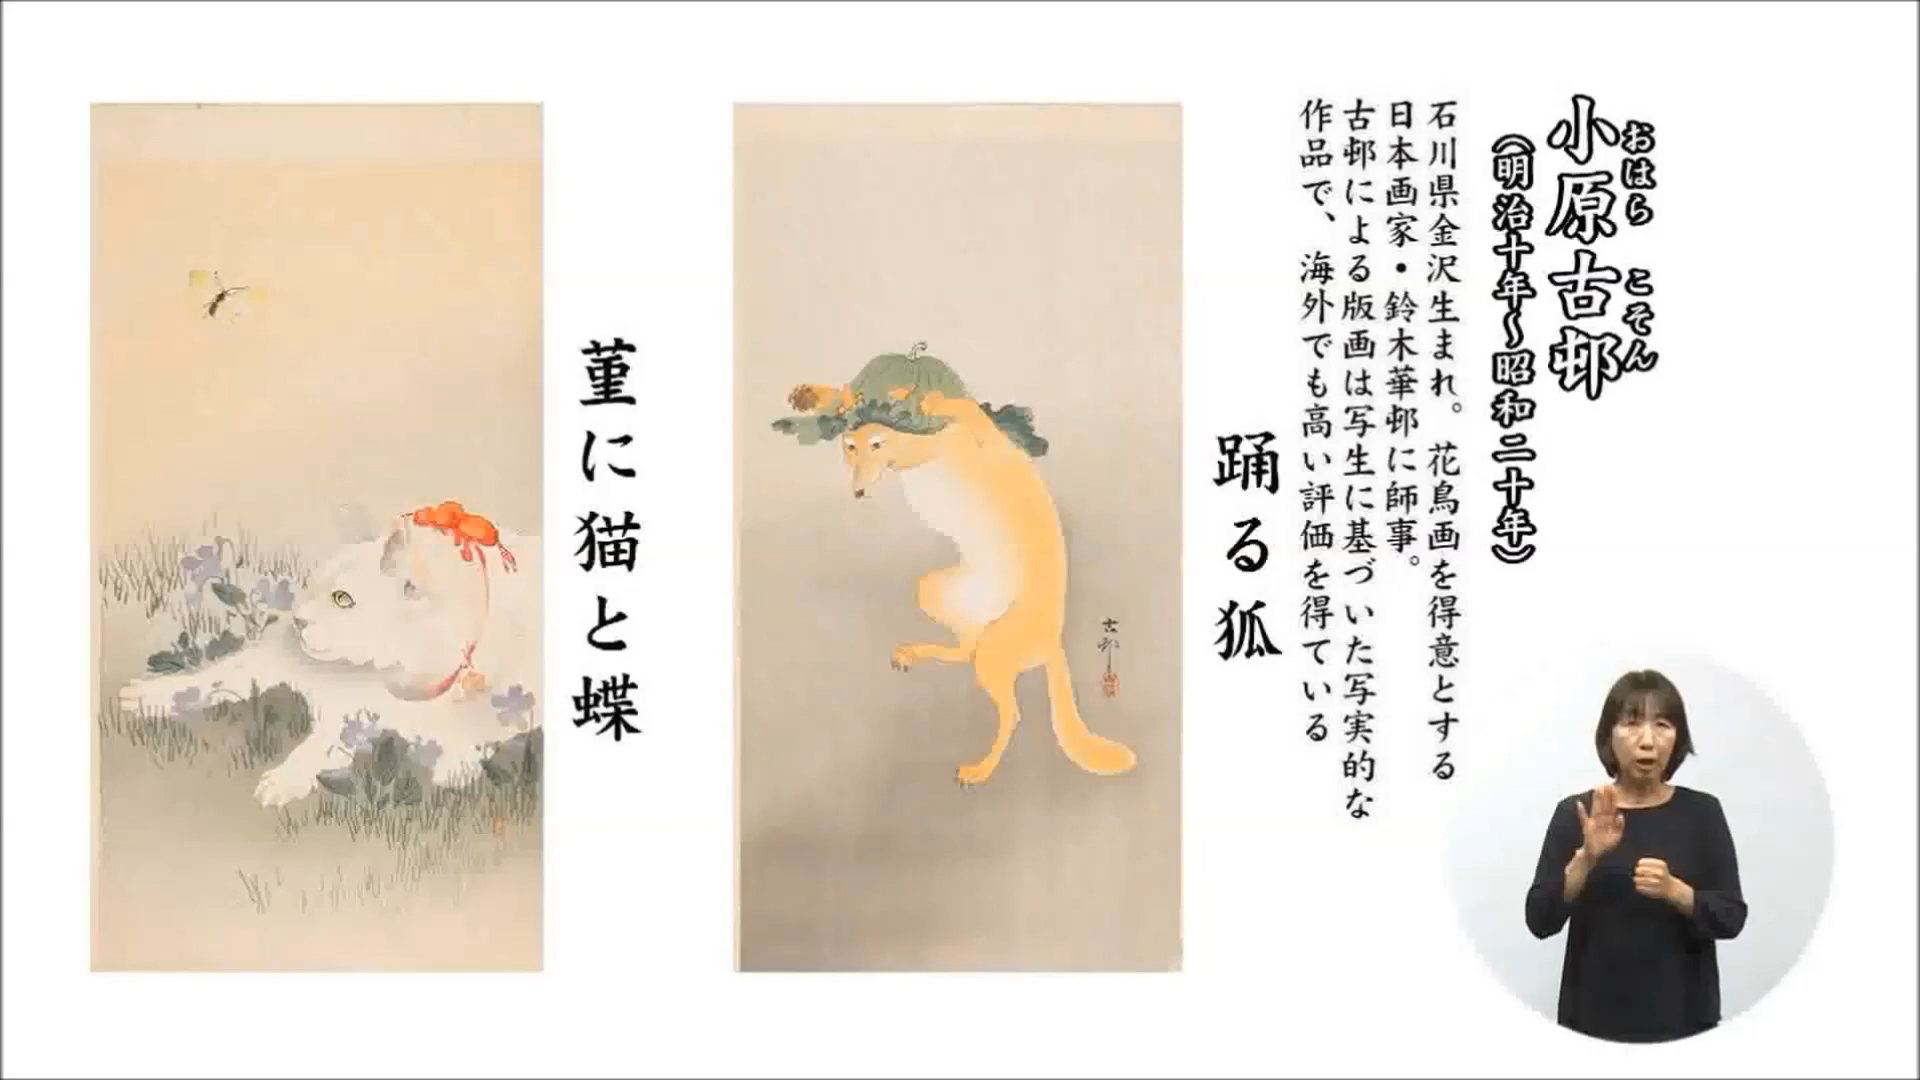 小原古邨
おはら こそん
(明治十年～昭和二十年)
石川県金沢生まれ。花鳥画を得意とする
日本画家・鈴木華邨に師事。
古邨による版画は写生に基づいた写実的な
作品で、海外でも高い評価を得ている
踊る狐
古邨
菫に猫と蝶